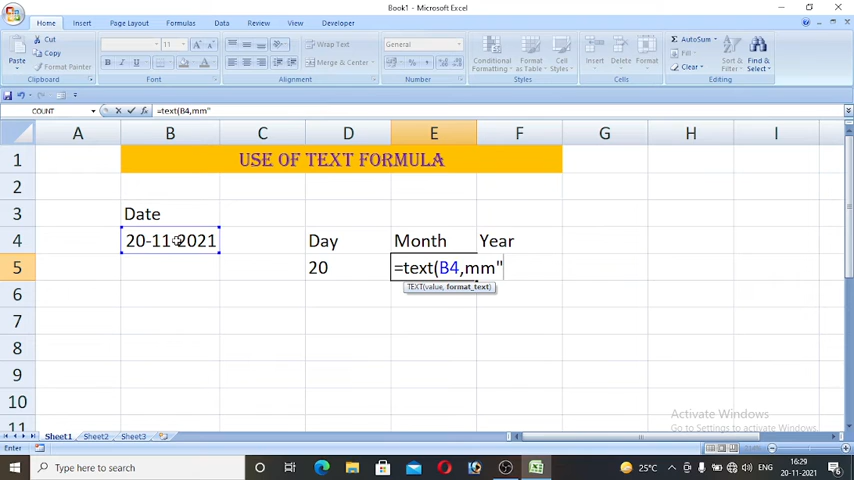 Book1 - Microsoft Excel
Home Insert Page Layout Formulas Data Review View Developer
Cut
Copy
Format Painter
Paste
Clipboard
11
B I U
Font
Wrap Text
Merge & Center
Alignment
General
Number
Conditional Formatting
Format as Table
Cell Styles
Styles
Insert Delete Format
Cells
AutoSum
Fill
Clear
Sort & Filter
Find & Select
Editing
COUNT
=text(B4,mm"
A B C D E F G H I
1 USE OF TEXT FORMULA
2
3 Date
4 20-11-2021 Day Month Year
5 20 =text(B4,mm"
TEXT(value, format_text)
6
7
8
9
10
11
Activate Windows
Go to Settings to activate Windows.
Sheet1 Sheet2 Sheet3
Enter
Type here to search
25°C
ENG
16:29
20-11-2021